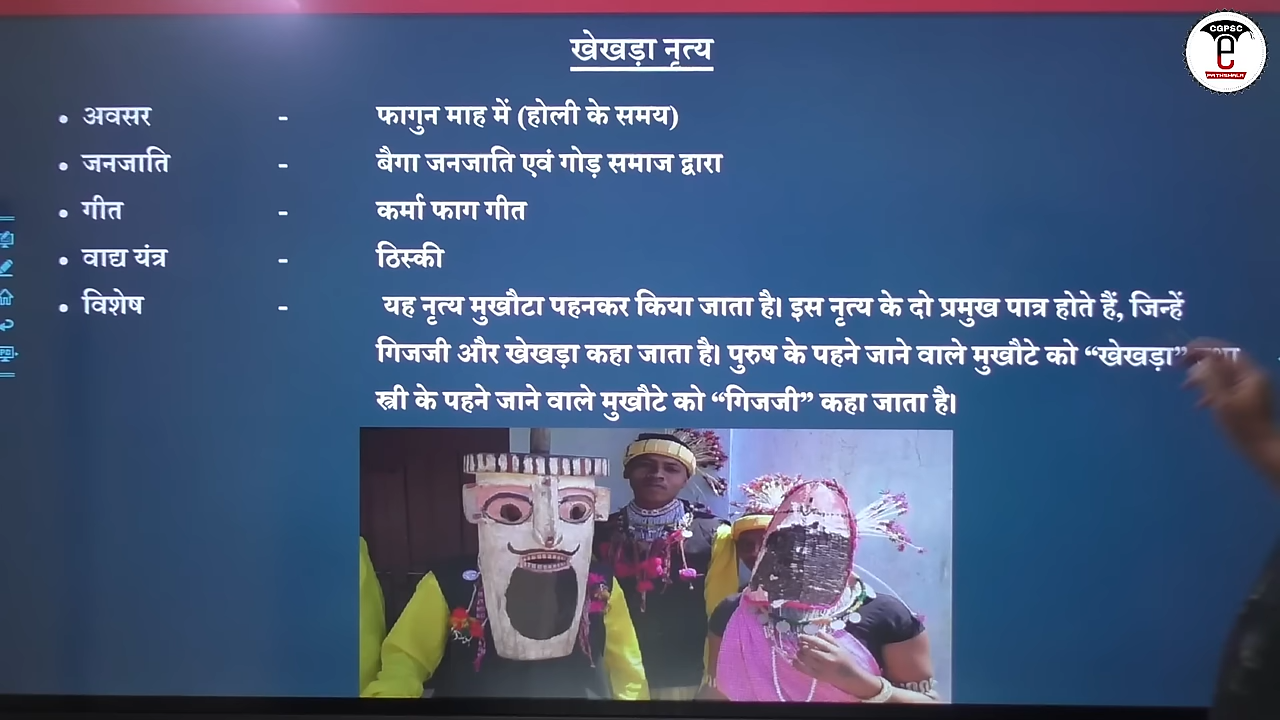 खेखड़ा नृत्य
CGPSC
e
PATHSHALA
• अवसर - फागुन माह में (होली के समय)
• जनजाति - बैगा जनजाति एवं गोड़ समाज द्वारा
• गीत - कर्मा फाग गीत
• वाद्य यंत्र - ठिस्की
• विशेष - यह नृत्य मुखौटा पहनकर किया जाता है। इस नृत्य के दो प्रमुख पात्र होते हैं, जिन्हें
गिजजी और खेखड़ा कहा जाता है। पुरुष के पहने जाने वाले मुखौटे को “खेखड़ा”
स्त्री के पहने जाने वाले मुखौटे को “गिजजी” कहा जाता है।